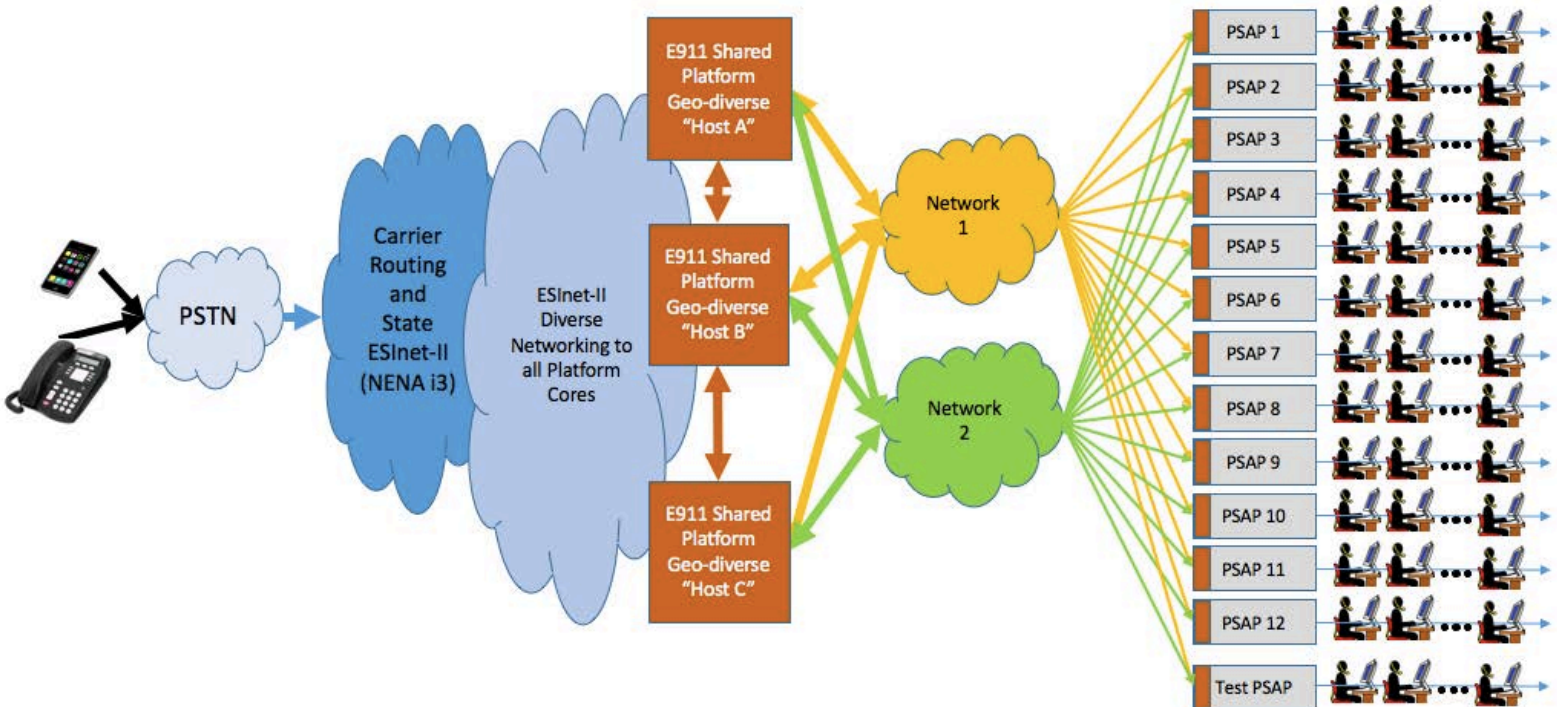 PSTN
Carrier
Routing
and
State
ESInet-II
(NENA i3)
ESInet-II
Diverse
Networking to
all Platform
Cores
E911 Shared
Platform
Geo-diverse
“Host A”
E911 Shared
Platform
Geo-diverse
“Host B”
E911 Shared
Platform
Geo-diverse
“Host C”
Network
1
Network
2
PSAP 1
PSAP 2
PSAP 3
PSAP 4
PSAP 5
PSAP 6
PSAP 7
PSAP 8
PSAP 9
PSAP 10
PSAP 11
PSAP 12
Test PSAP